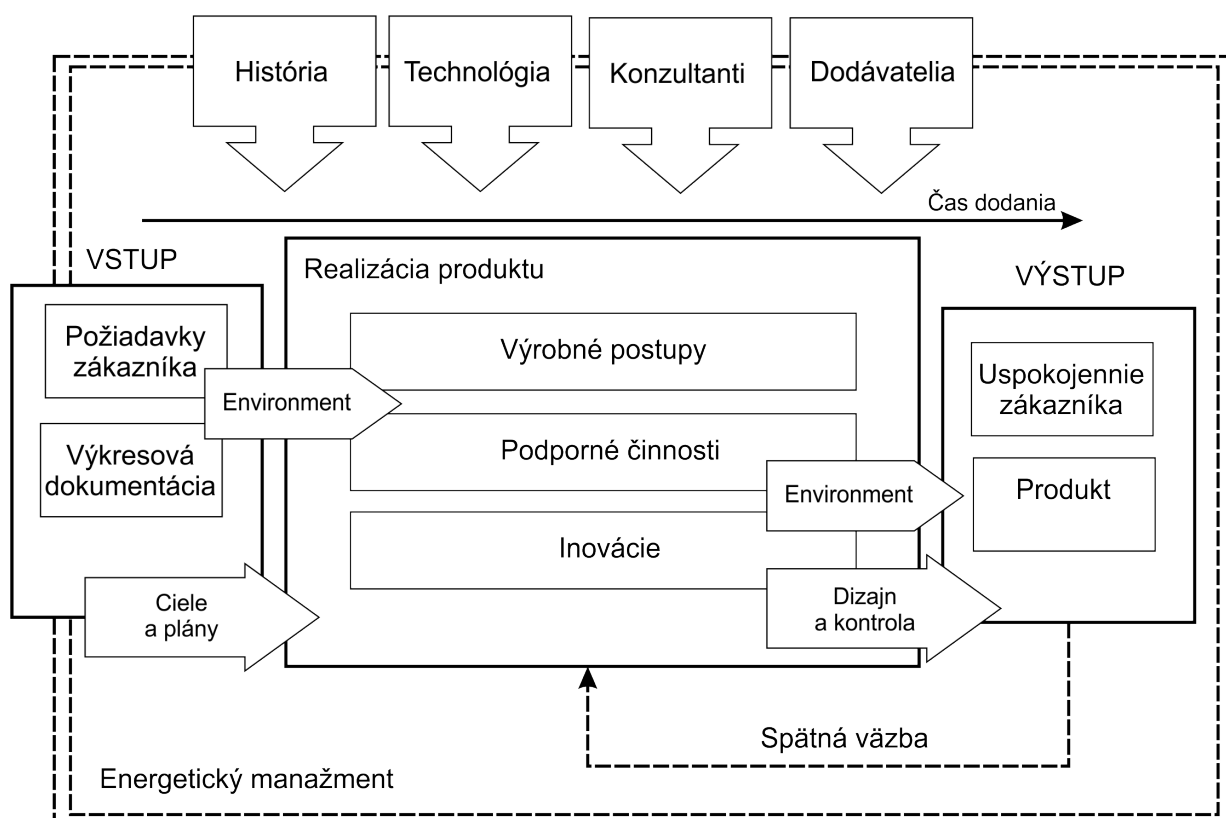 História
Technológia
Konzultanti
Dodávatelia
Čas dodania
VSTUP
Požiadavky
zákazníka
Výkresová
dokumentácia
Environment
Ciele
a plány
Realizácia produktu
Výrobné postupy
Podporné činnosti
Inovácie
Environment
Dizajn
a kontrola
VÝSTUP
Uspokojennie
zákazníka
Produkt
Spätná väzba
Energetický manažment